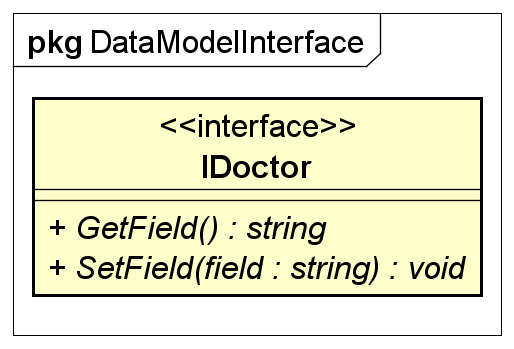 pkg DataModelInterface
<<interface>>
IDoctor
+ GetField() : string
+ SetField(field : string) : void